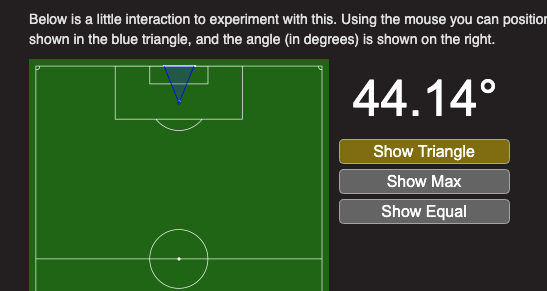 Below is a little interaction to experiment with this. Using the mouse you can position
shown in the blue triangle, and the angle (in degrees) is shown on the right.
44.14°
Show Triangle
Show Max
Show Equal